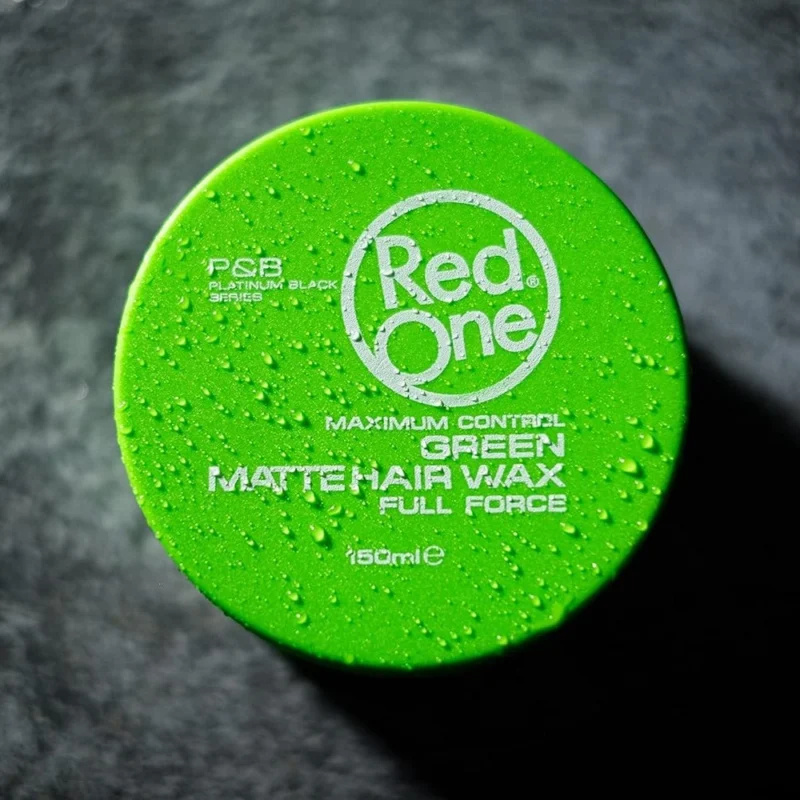 P&B
PLATINUM BLACK
SERIES
Red
One®
MAXIMUM CONTROL
GREEN
MATTE HAIR WAX
FULL FORCE
150ml℮